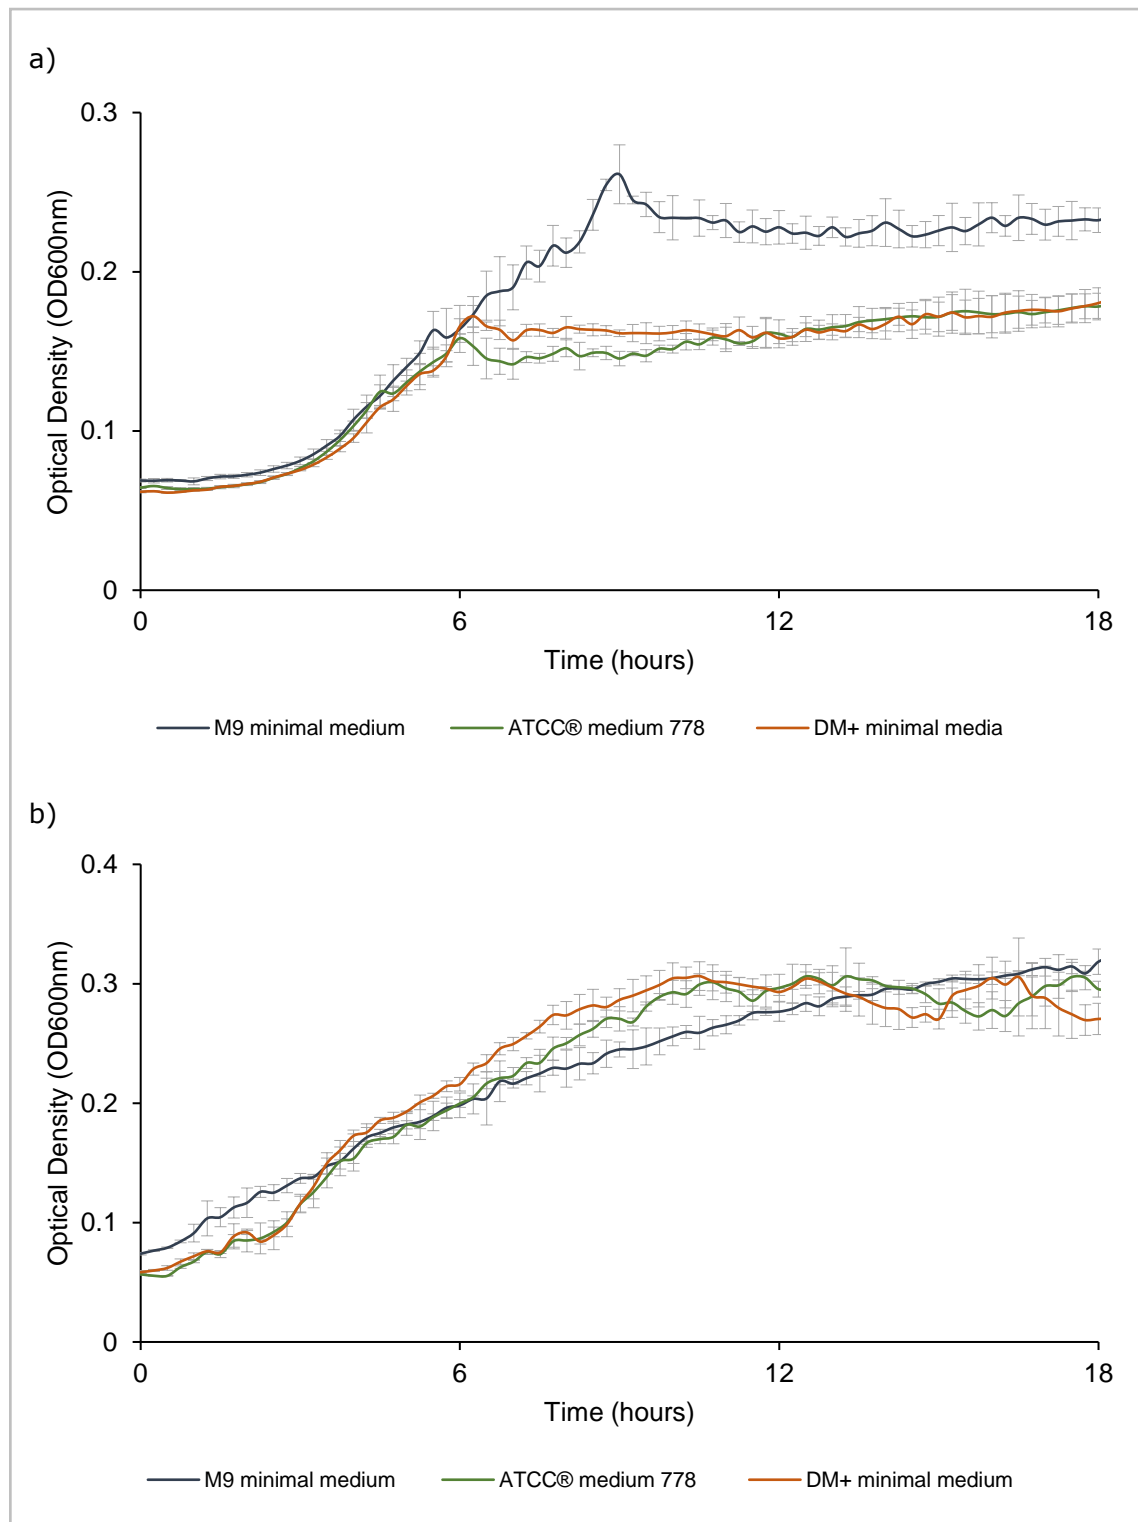 a)
0.3
0.2
0.1
0
Optical Density (OD600nm)
0 6 12 18
Time (hours)
M9 minimal medium ATCC® medium 778 DM+ minimal media
b)
0.4
0.3
0.2
0.1
0
Optical Density (OD600nm)
0 6 12 18
Time (hours)
M9 minimal medium ATCC® medium 778 DM+ minimal medium